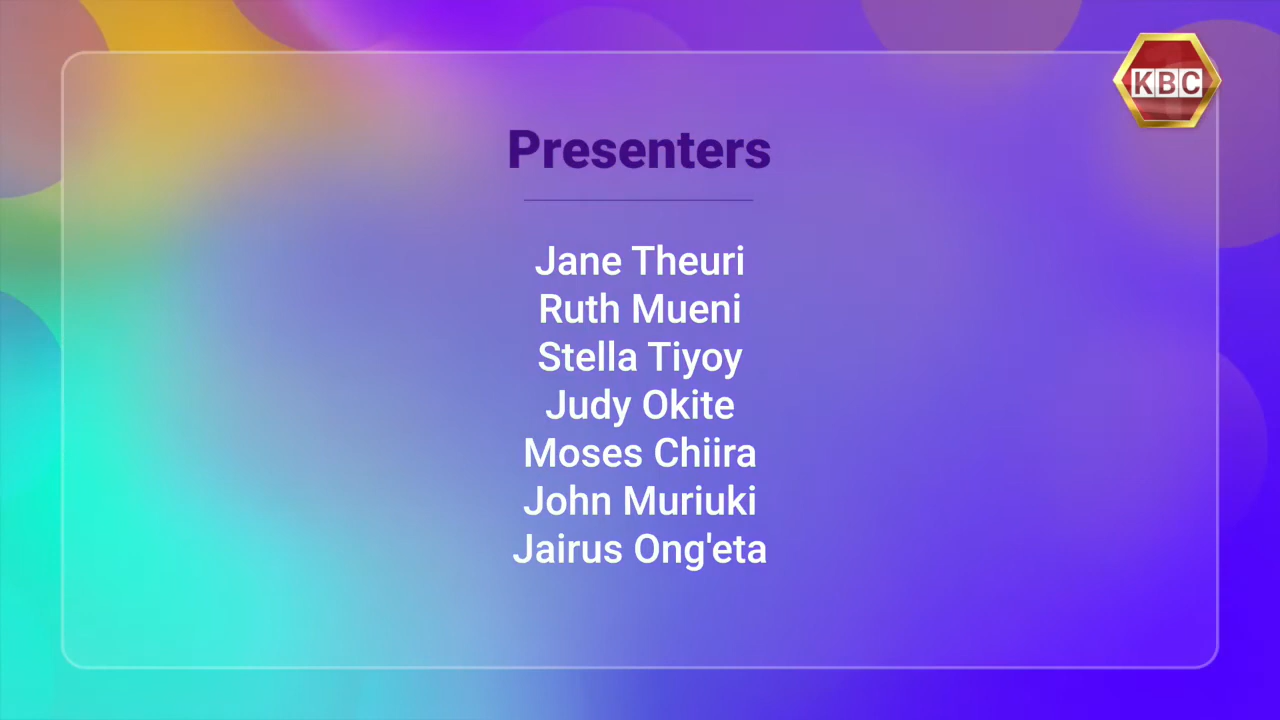 KBC
Presenters
Jane Theuri
Ruth Mueni
Stella Tiyoy
Judy Okite
Moses Chiira
John Muriuki
Jairus Ong'eta